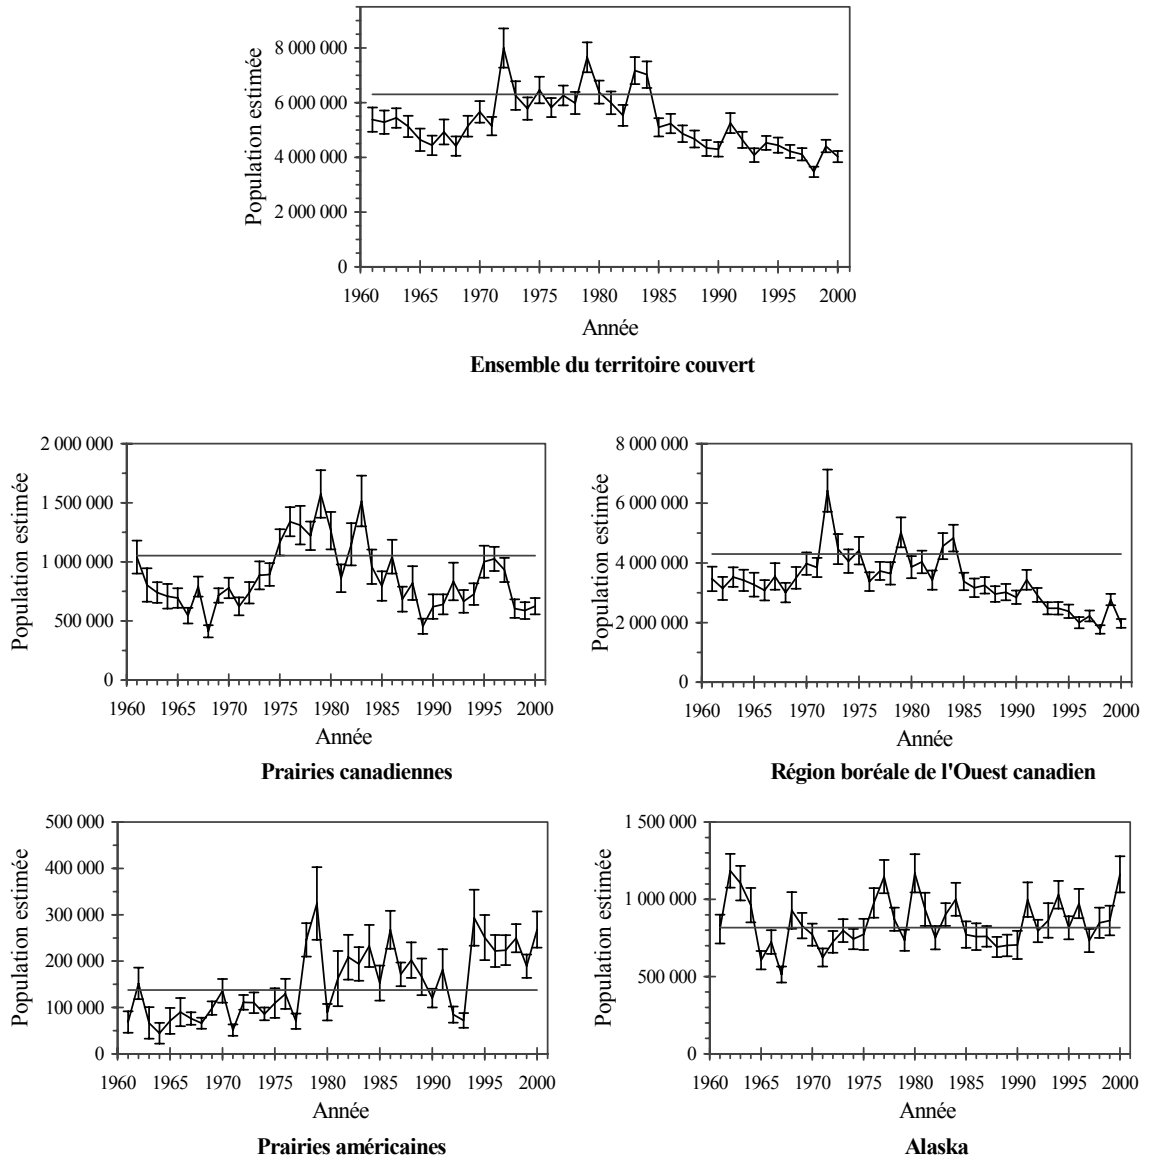 Population estimée
8 000 000
6 000 000
4 000 000
2 000 000
0
1960 1965 1970 1975 1980 1985 1990 1995 2000
Année
Ensemble du territoire couvert
Population estimée
2 000 000
1 500 000
1 000 000
500 000
0
1960 1965 1970 1975 1980 1985 1990 1995 2000
Année
Prairies canadiennes
Population estimée
8 000 000
6 000 000
4 000 000
2 000 000
0
1960 1965 1970 1975 1980 1985 1990 1995 2000
Année
Région boréale de l'Ouest canadien
Population estimée
500 000
400 000
300 000
200 000
100 000
0
1960 1965 1970 1975 1980 1985 1990 1995 2000
Année
Prairies américaines
Population estimée
1 500 000
1 000 000
500 000
0
1960 1965 1970 1975 1980 1985 1990 1995 2000
Année
Alaska